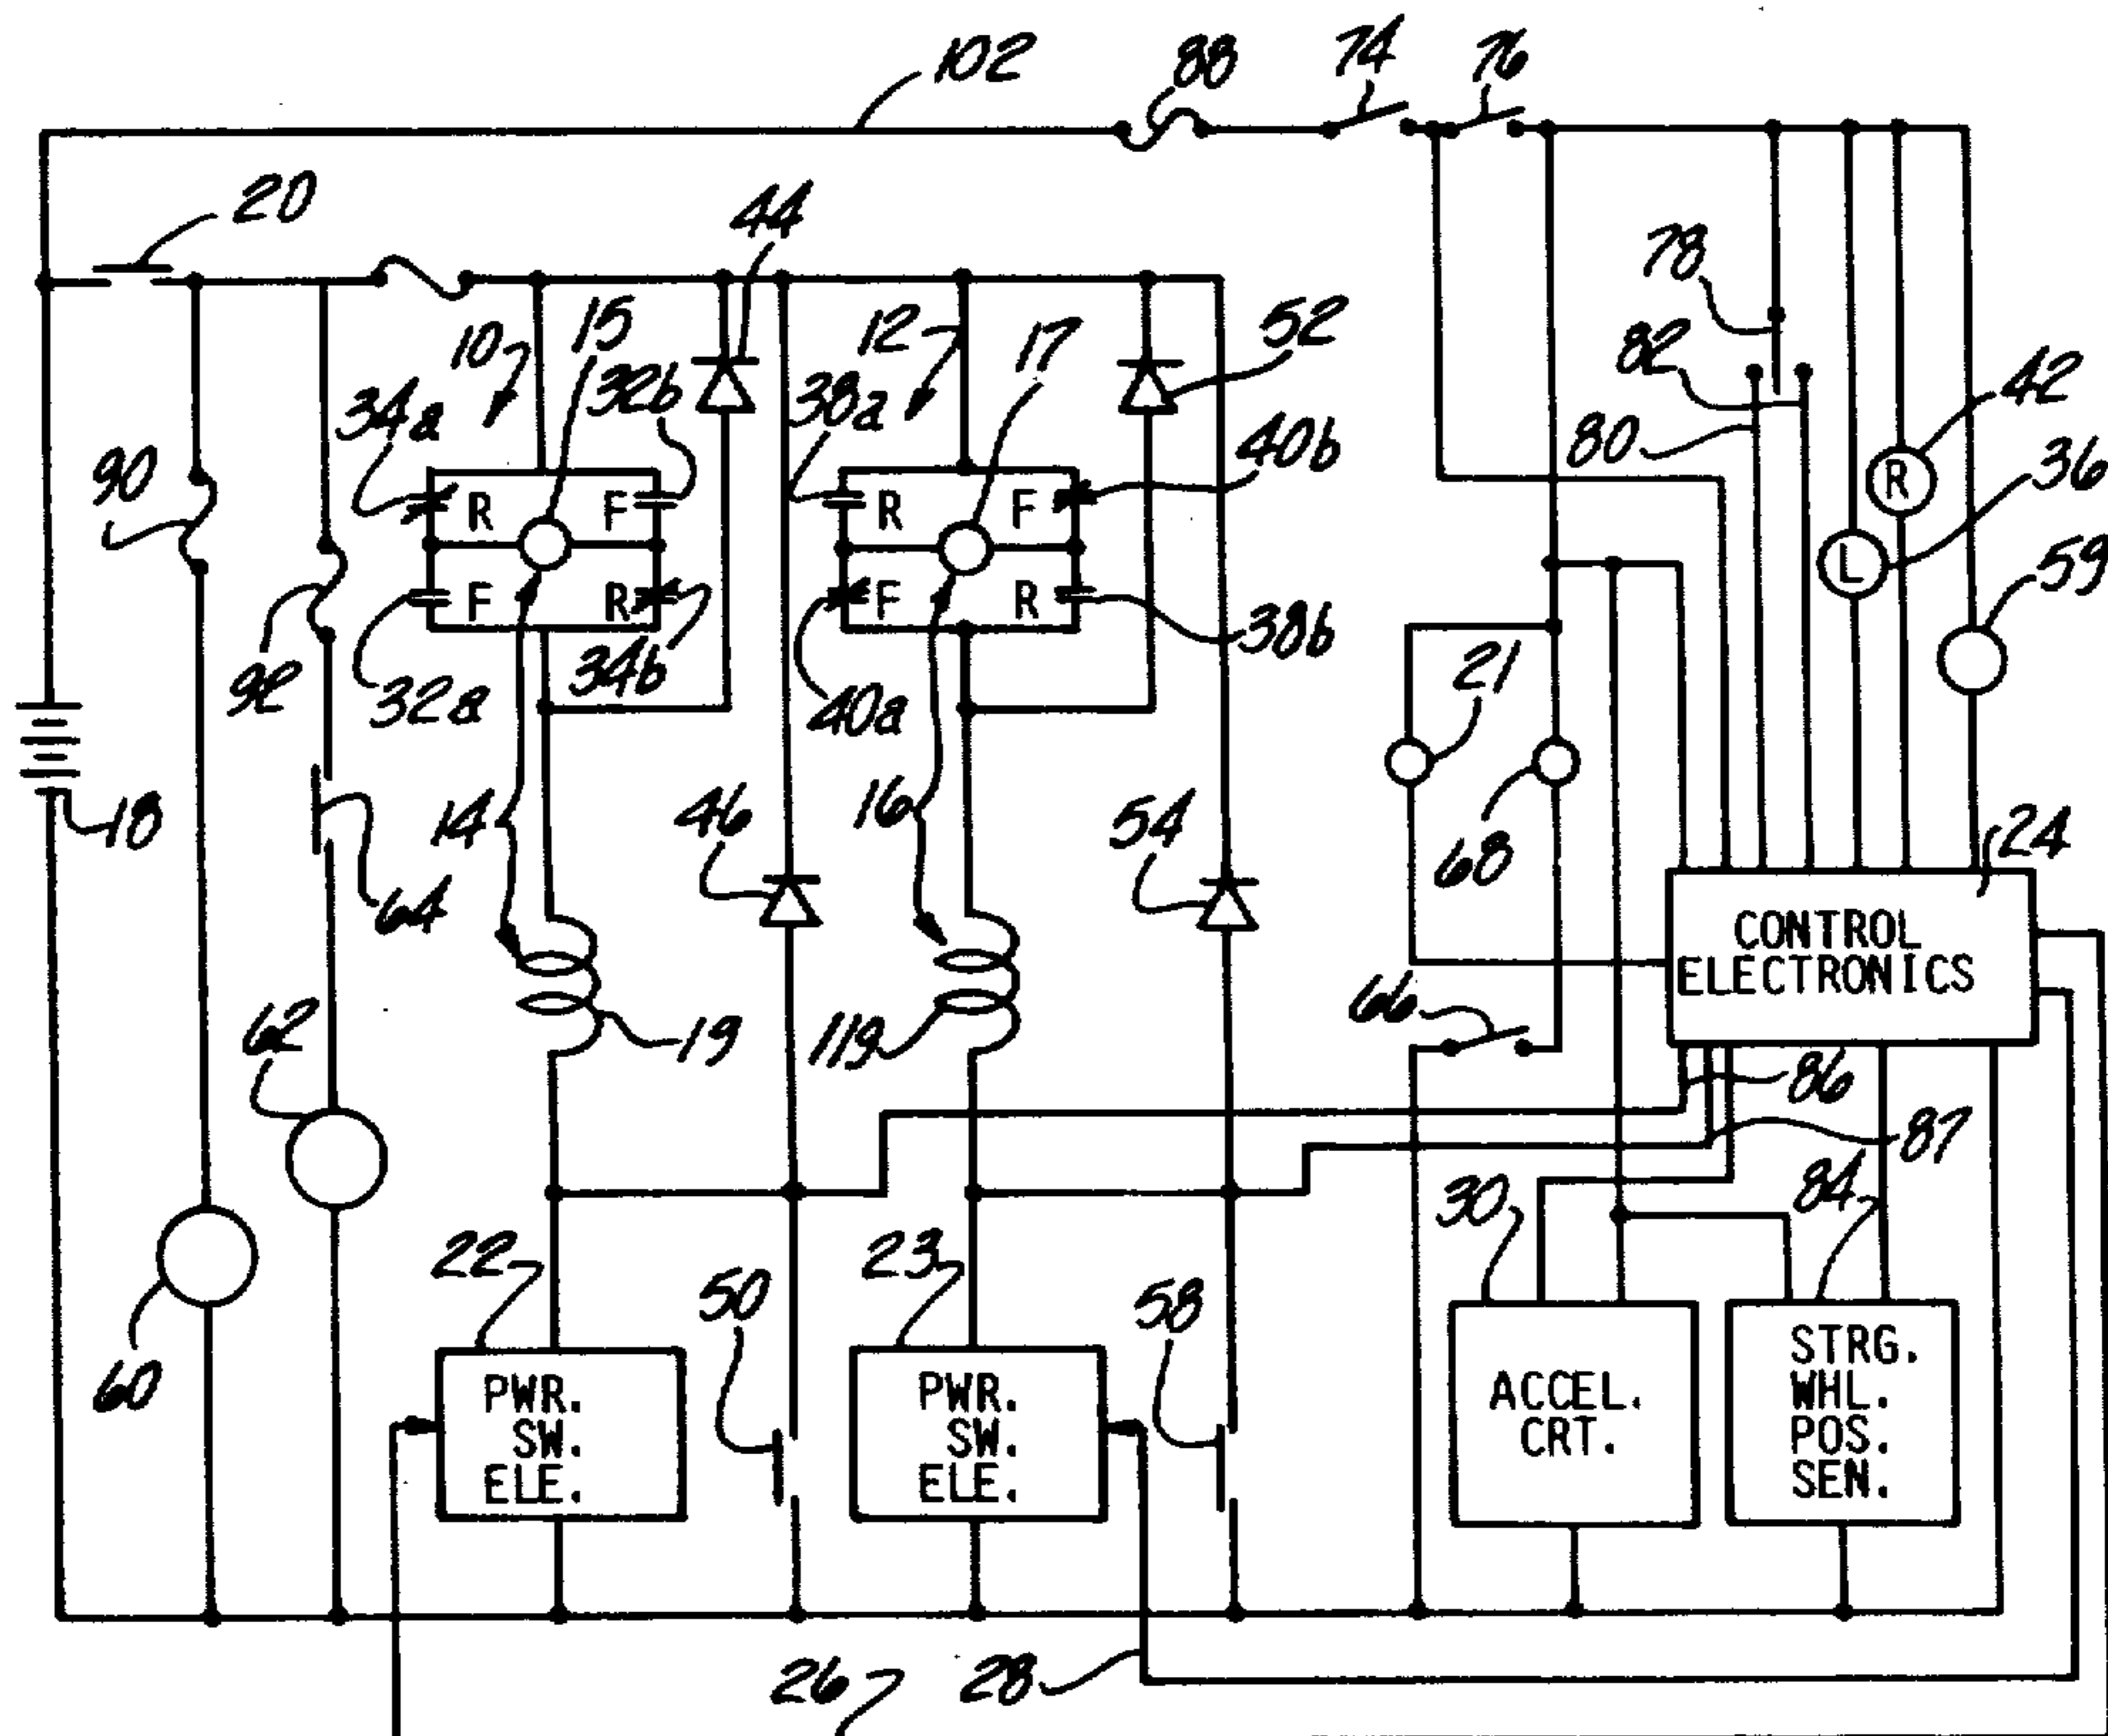 102
88
74
76
20
44
78
10
15
12
17
52
34a
32b
38a
82
42
90
40b
80
R
36
R
F
R
F
L
59
F
R
F
R
92
32a
34b
40a
38b
21
18
14
46
16
54
68
24
64
CONTROL
ELECTRONICS
62
19
119
66
86
87
22
50
23
58
30
84
60
PWR.
SW.
ELE.
PWR.
SW.
ELE.
ACCEL.
CRT.
STRG.
WHL.
POS.
SEN.
26
28